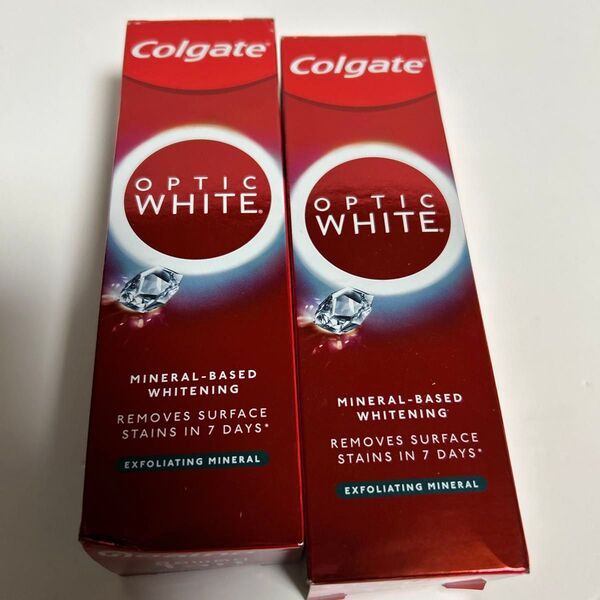 Colgate®
OPTIC
WHITE®
MINERAL-BASED
WHITENING
REMOVES SURFACE
STAINS IN 7 DAYS*
EXFOLIATING MINERAL
Colgate®
OPTIC
WHITE®
MINERAL-BASED
WHITENING
REMOVES SURFACE
STAINS IN 7 DAYS*
EXFOLIATING MINERAL